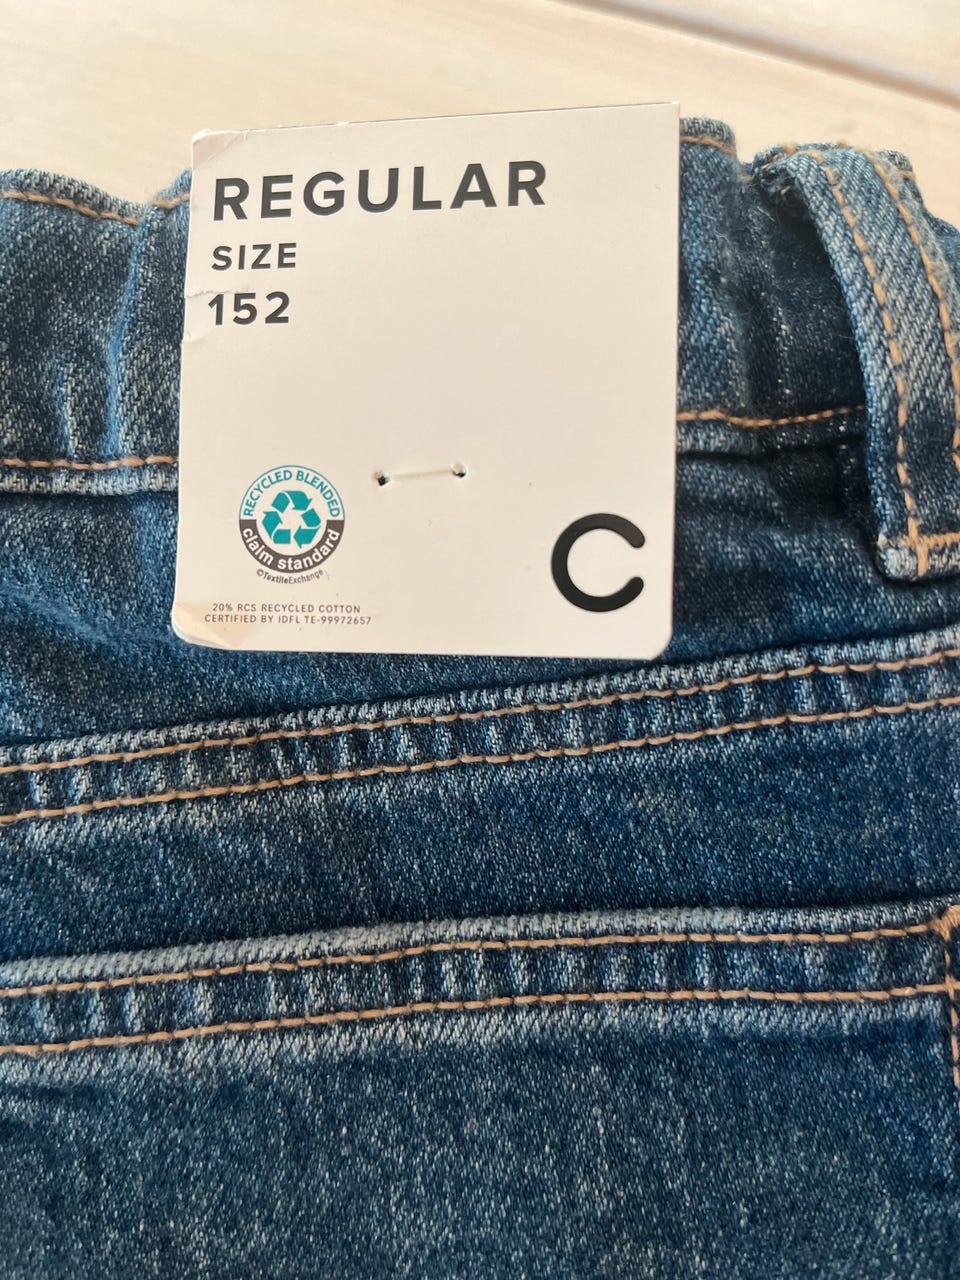 REGULAR
SIZE
152
RECYCLED BLENDED
claim standard
©TextileExchange
20% RCS RECYCLED COTTON
CERTIFIED BY IDFL TE-99972657
C